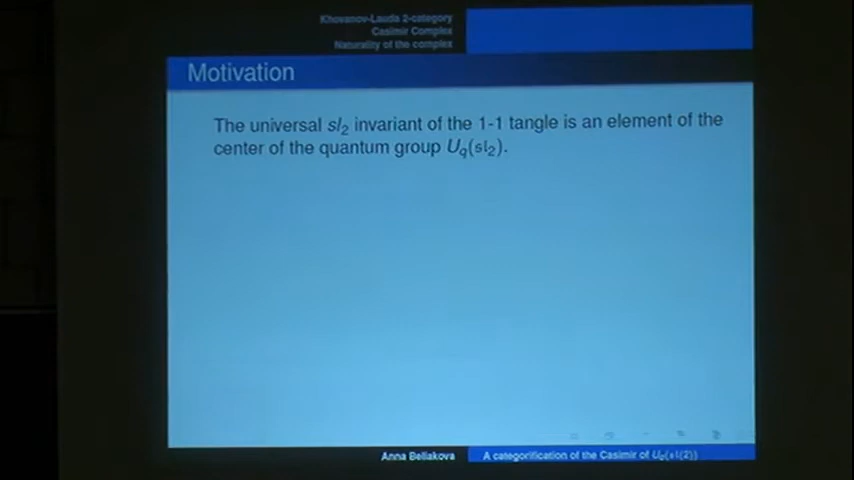 Khovanov-Lauda 2-category
Casimir Complex
Naturality of the complex
Motivation
The universal sl₂ invariant of the 1-1 tangle is an element of the
center of the quantum group U_q(sl₂).
Anna Beliakova
A categorification of the Casimir of U_q(sl(2))